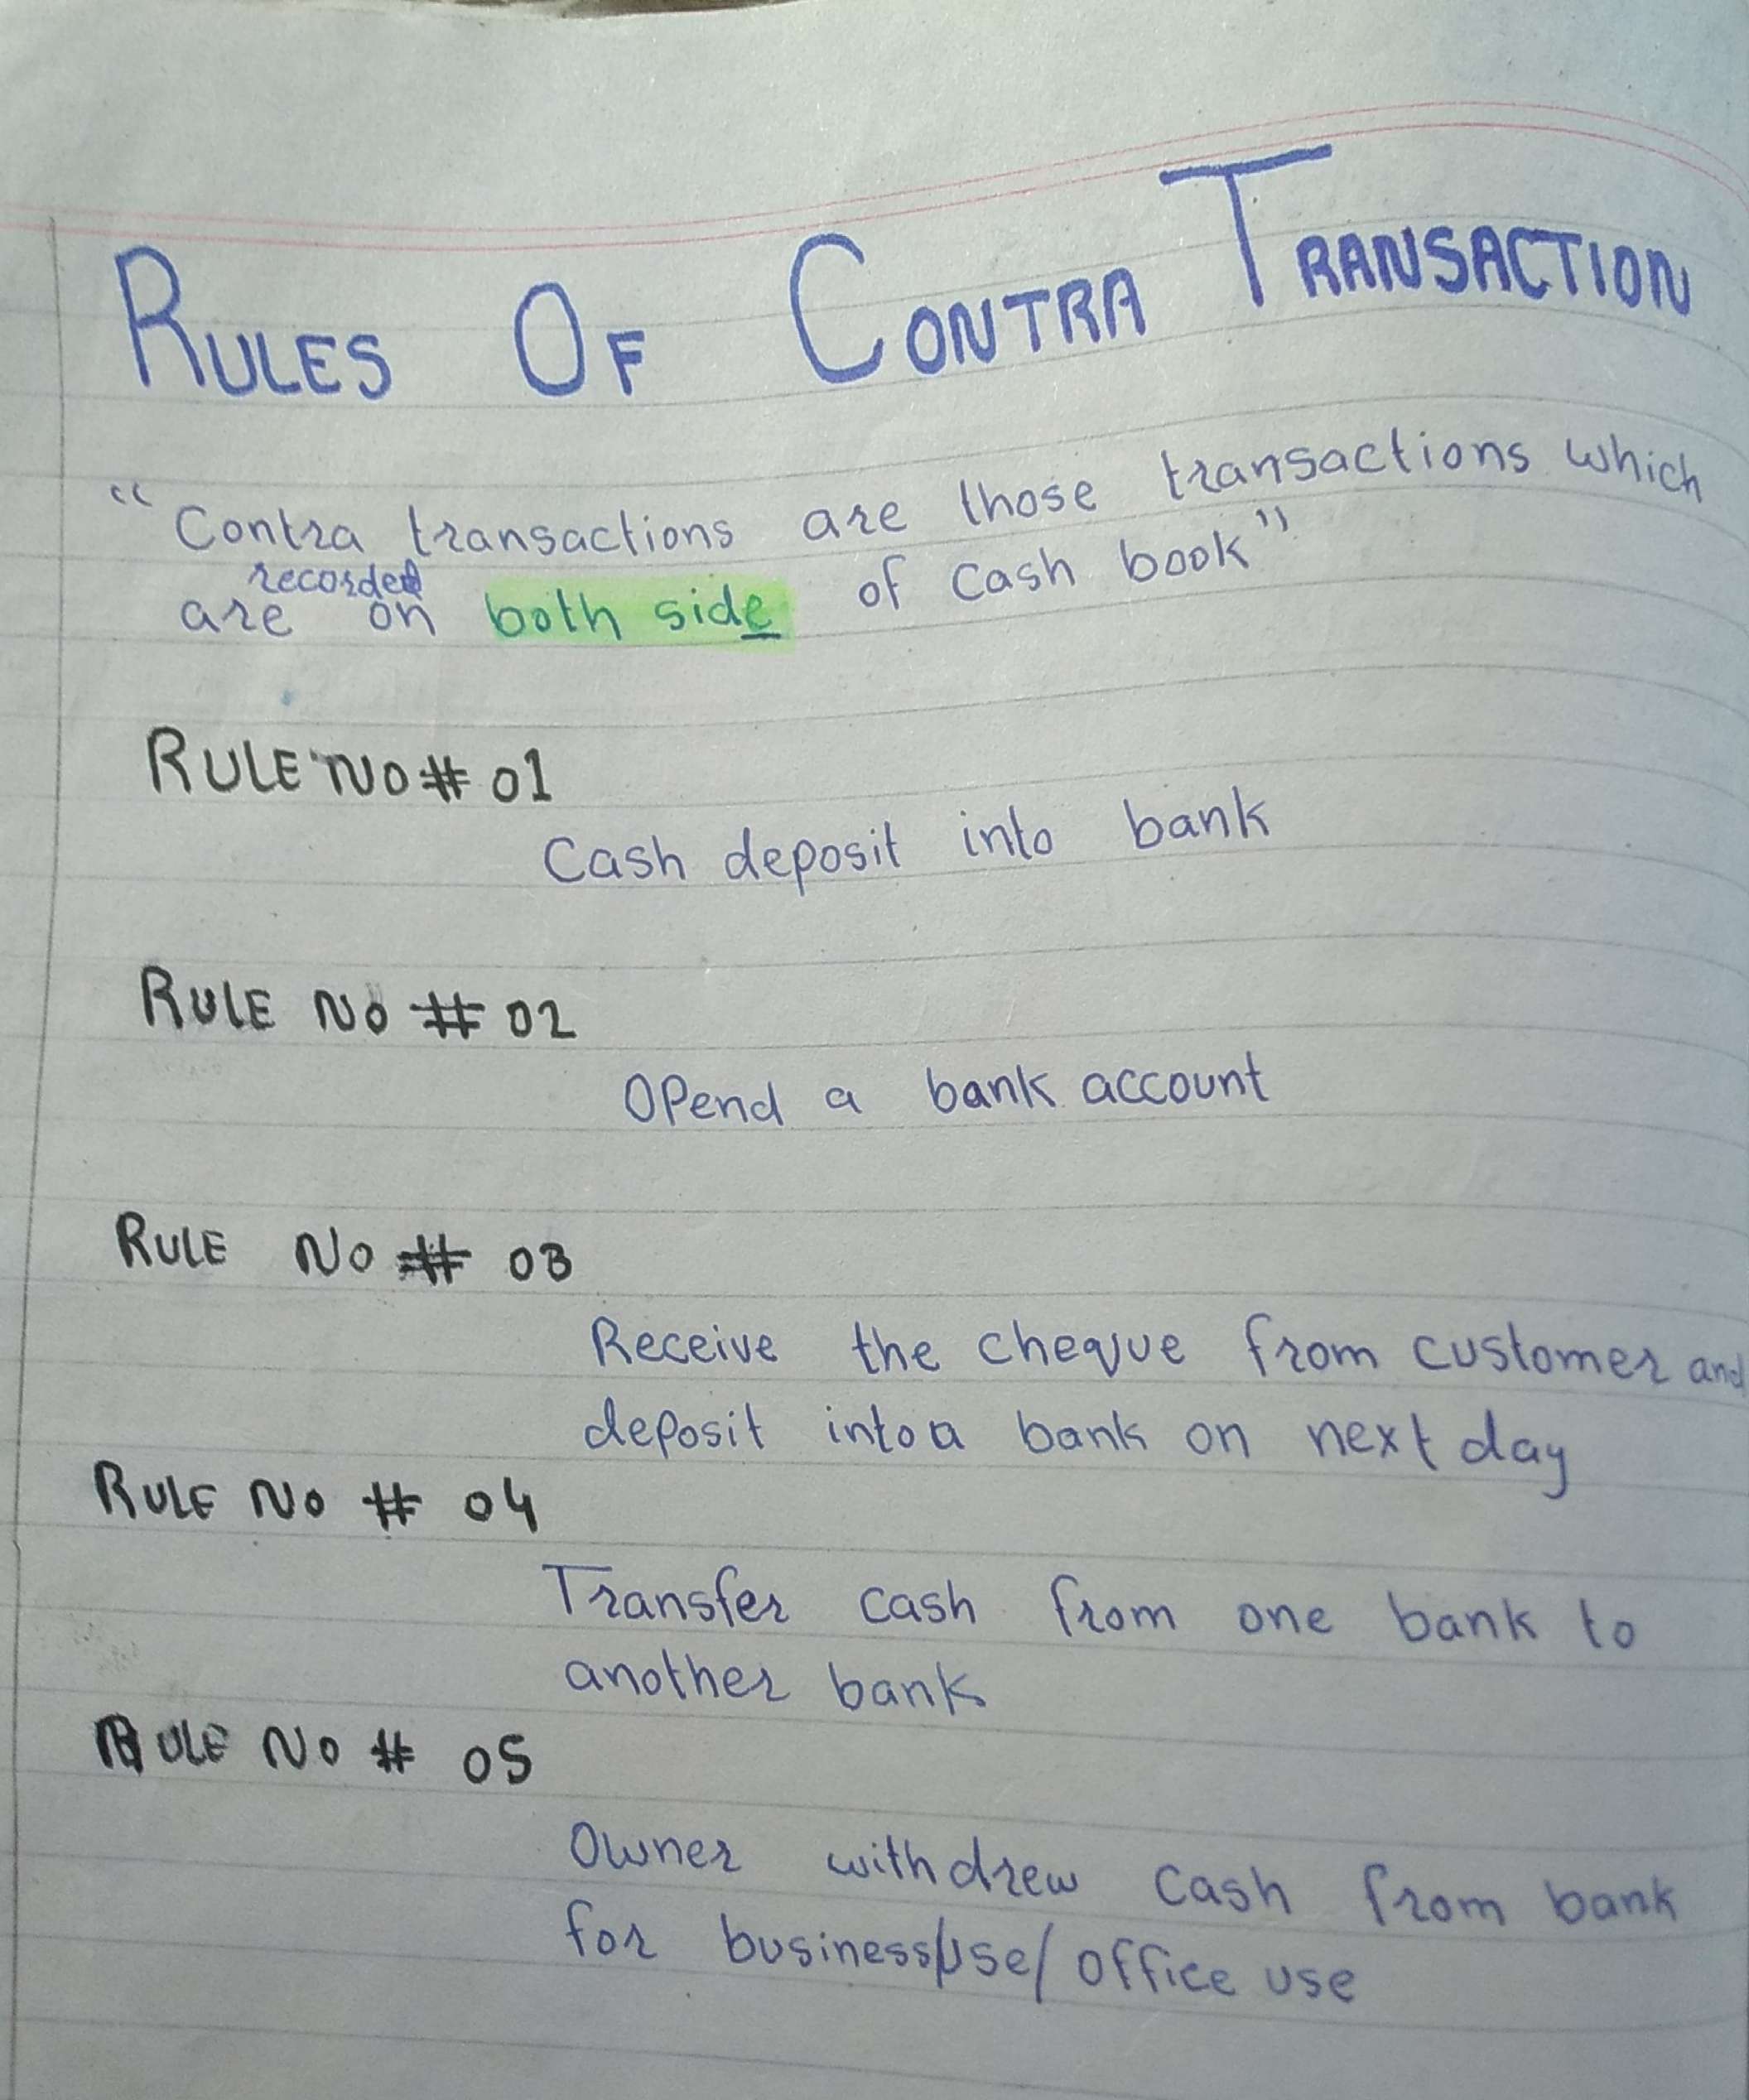 RULES OF CONTRA TRANSACTION
“Contra transactions are those transactions which
are recorded on both side of cash book”
RULE NO # 01
Cash deposit into bank
RULE NO # 02
Opend a bank account
RULE NO # 03
Receive the cheque from customer and
deposit into a bank on next day
RULE NO # 04
Transfer cash from one bank to
another bank
RULE NO # 05
Owner withdrew cash from bank
for business/use/office use